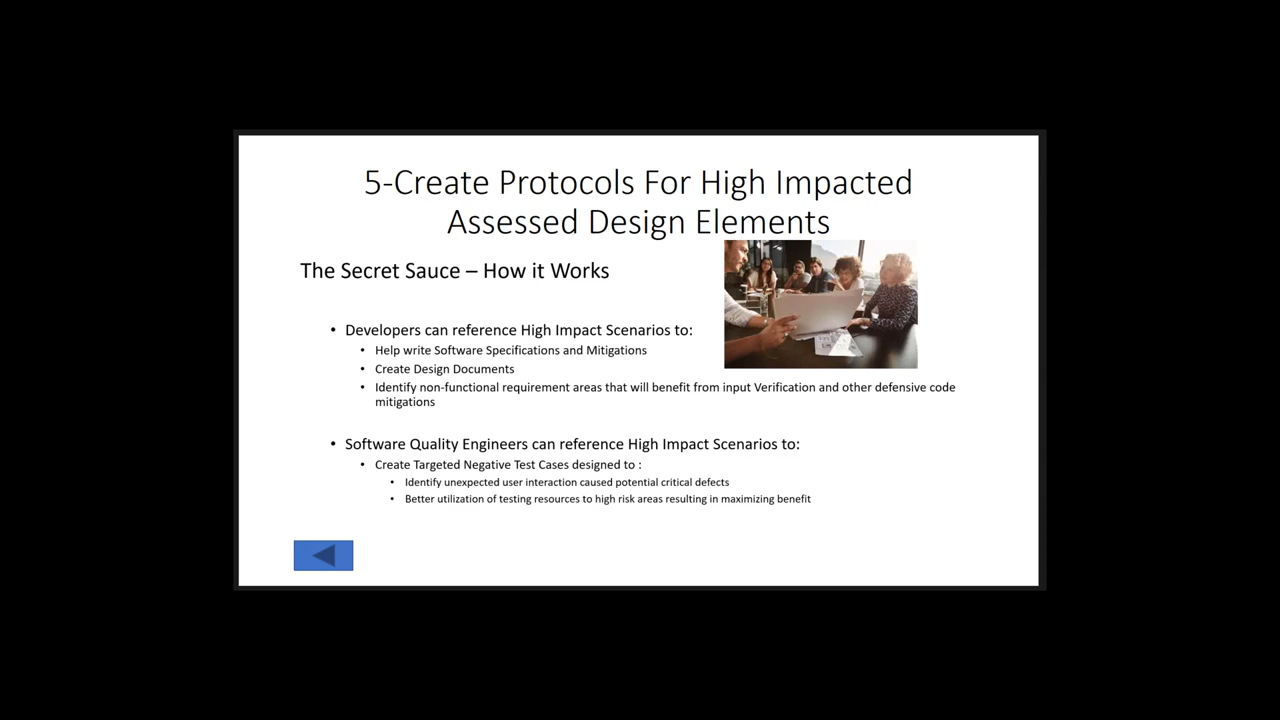 5-Create Protocols For High Impacted
Assessed Design Elements
The Secret Sauce – How it Works
• Developers can reference High Impact Scenarios to:
• Help write Software Specifications and Mitigations
• Create Design Documents
• Identify non-functional requirement areas that will benefit from input Verification and other defensive code
mitigations
• Software Quality Engineers can reference High Impact Scenarios to:
• Create Targeted Negative Test Cases designed to :
• Identify unexpected user interaction caused potential critical defects
• Better utilization of testing resources to high risk areas resulting in maximizing benefit